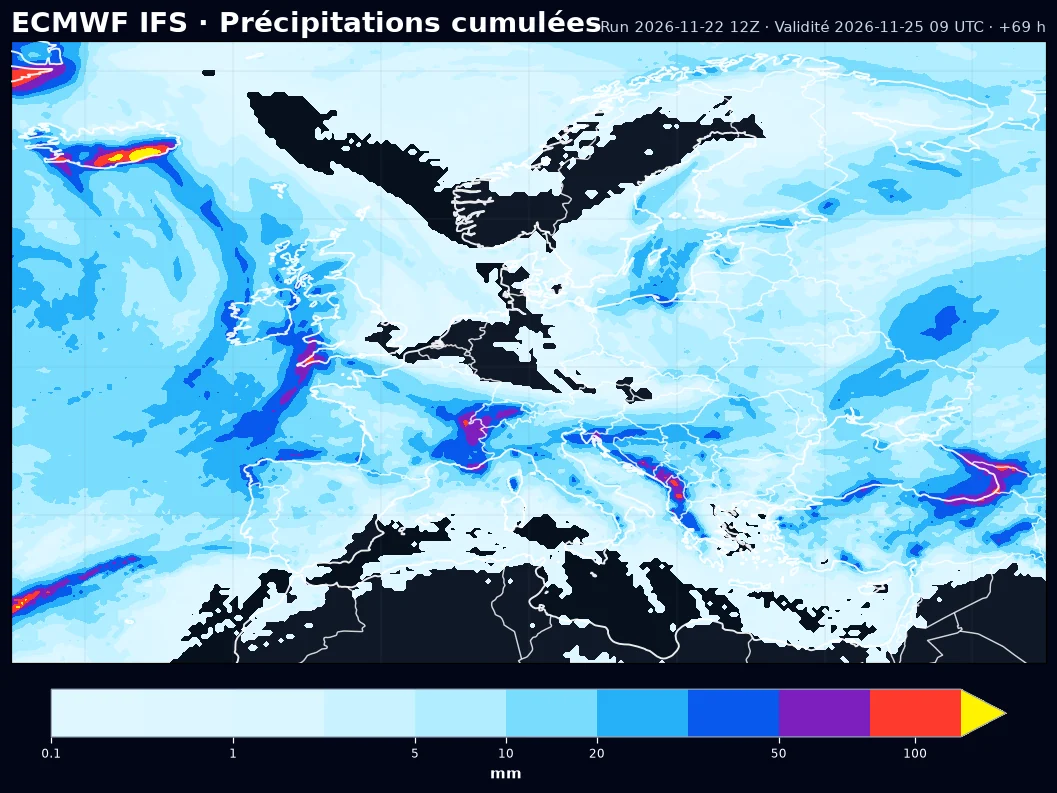 ECMWF IFS · Précipitations cumulées
Run 2026-11-22 12Z · Validité 2026-11-25 09 UTC · +69 h
0.1 1 5 10 20 50 100
mm